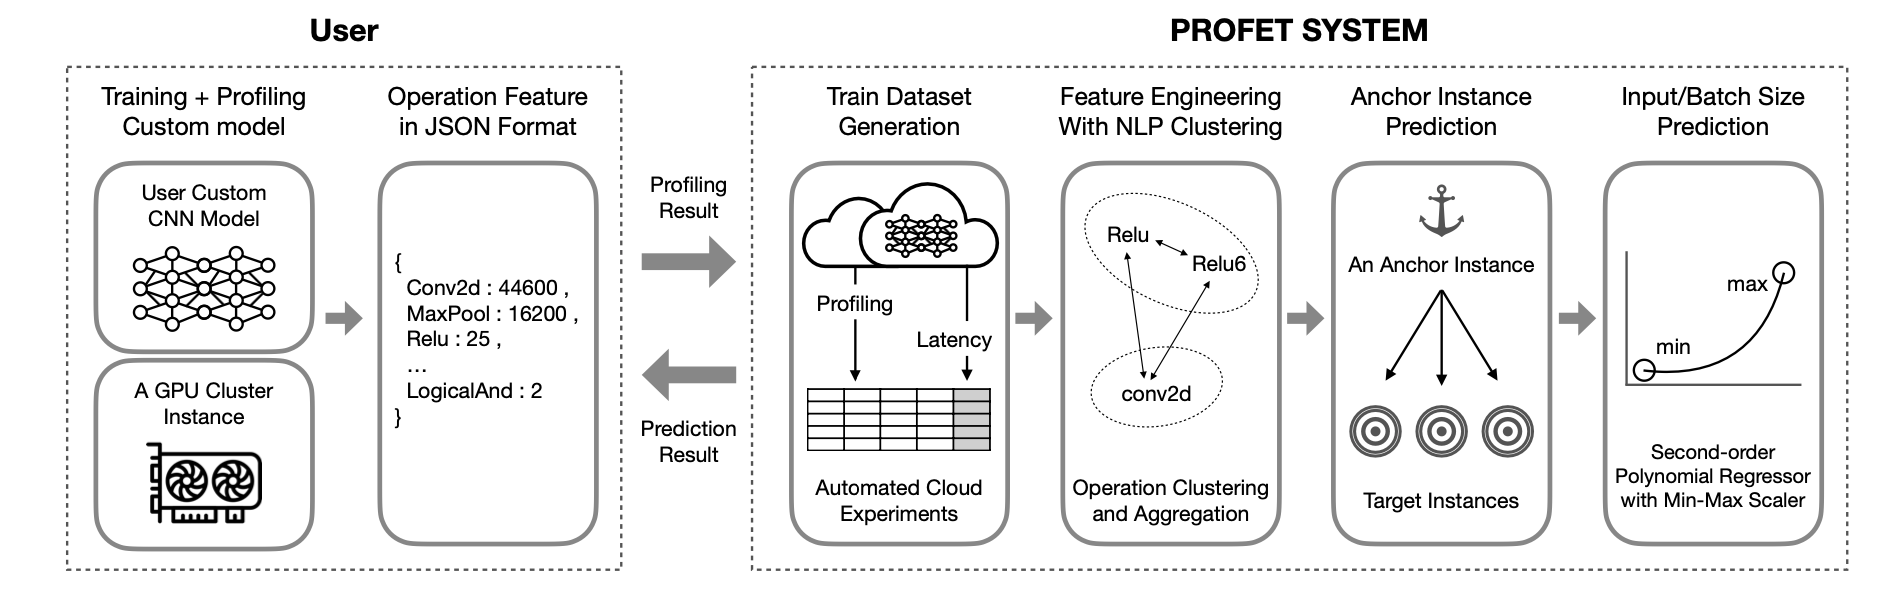 User
PROFET SYSTEM
Training + Profiling
Custom model
User Custom
CNN Model
A GPU Cluster
Instance
Operation Feature
in JSON Format
{
Conv2d : 44600 ,
MaxPool : 16200 ,
Relu : 25 ,
...
LogicalAnd : 2
}
Profiling
Result
Prediction
Result
Train Dataset
Generation
Profiling
Latency
Automated Cloud
Experiments
Feature Engineering
With NLP Clustering
Relu
Relu6
conv2d
Operation Clustering
and Aggregation
Anchor Instance
Prediction
An Anchor Instance
Target Instances
Input/Batch Size
Prediction
max
min
Second-order
Polynomial Regressor
with Min-Max Scaler